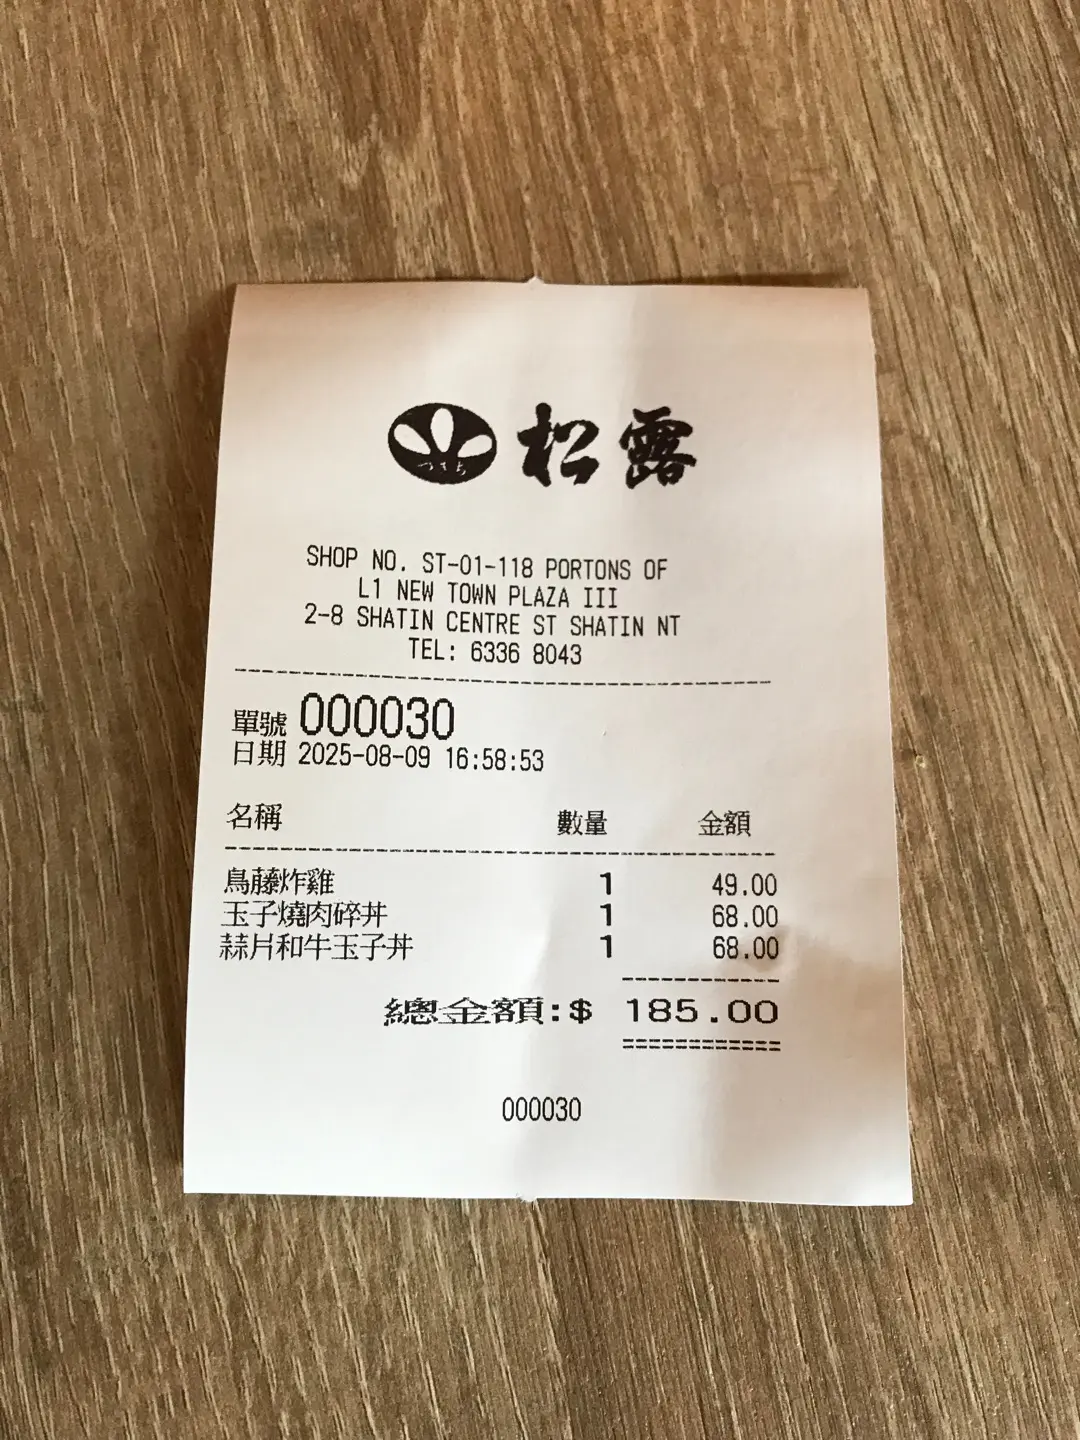 松露
SHOP NO. ST-01-118 PORTONS OF
L1 NEW TOWN PLAZA III
2-8 SHATIN CENTRE ST SHATIN NT
TEL: 6336 8043
單號 000030
日期 2025-08-09 16:58:53
名稱 數量 金額
鳥藤炸雞 1 49.00
玉子燒肉碎丼 1 68.00
蒜片和牛玉子丼 1 68.00
總金額:$ 185.00
000030